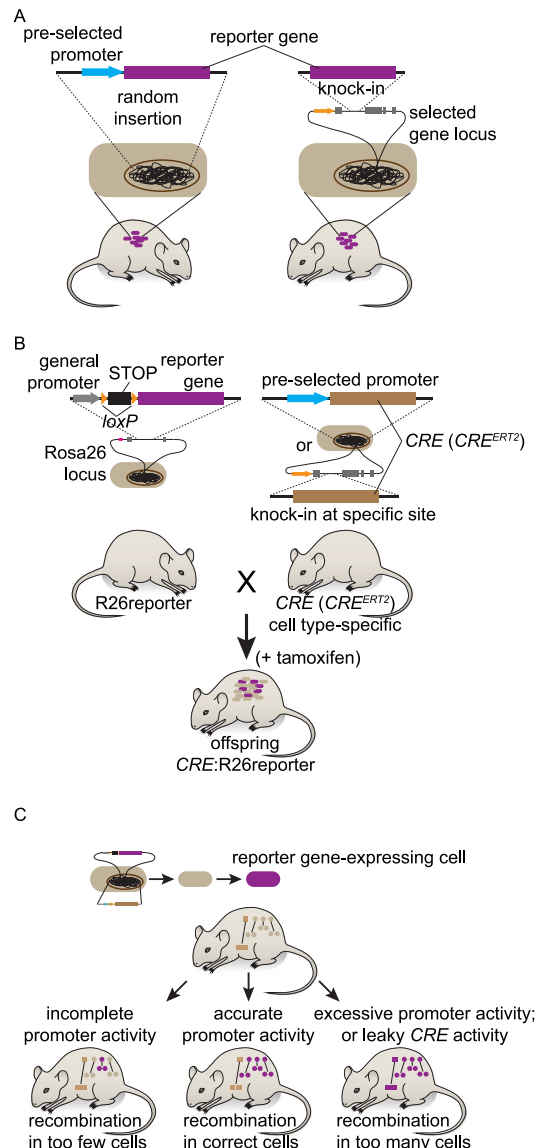 A
pre-selected
promoter
reporter gene
random
insertion
knock-in
selected
gene locus
B
general
promoter
STOP
reporter
gene
loxP
Rosa26
locus
pre-selected promoter
or
CRE (CRE^ERT2)
knock-in at specific site
R26reporter
X
CRE (CRE^ERT2)
cell type-specific
(+ tamoxifen)
offspring
CRE:R26reporter
C
reporter gene-expressing cell
incomplete
promoter activity
recombination
in too few cells
accurate
promoter activity
recombination
in correct cells
excessive promoter activity;
or leaky CRE activity
recombination
in too many cells